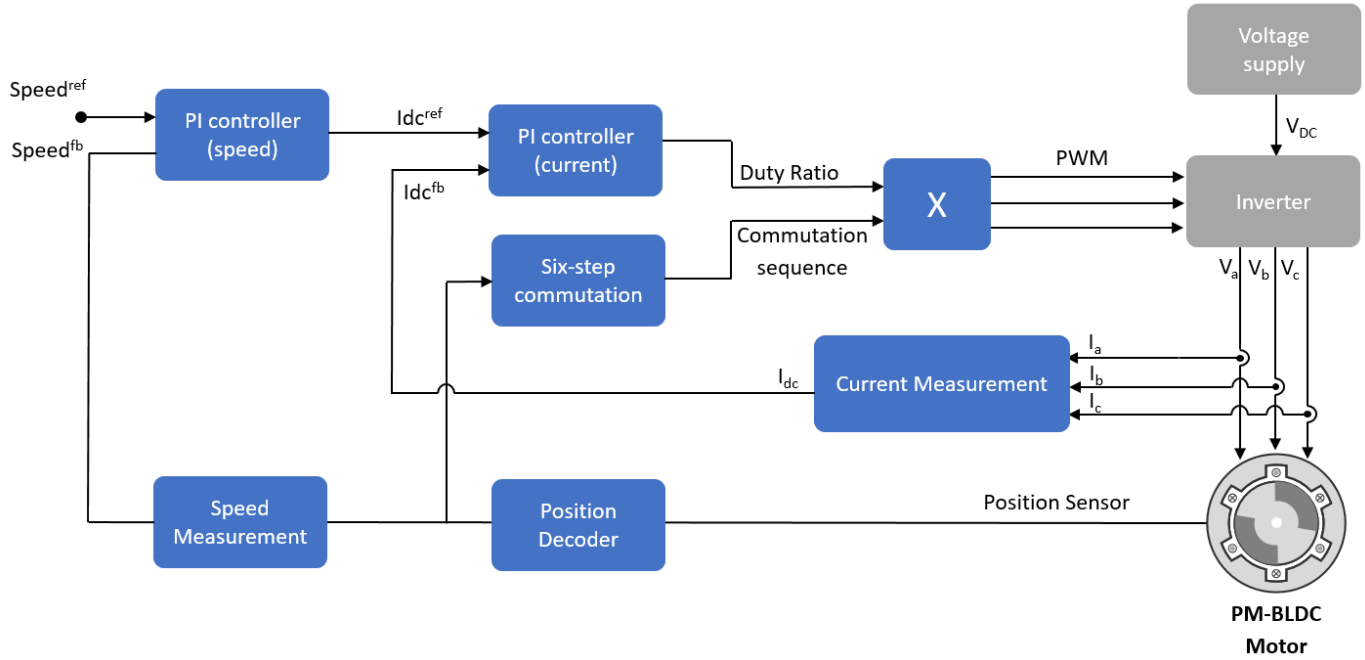 Voltage
supply
Speed^ref
Speed^fb
PI controller
(speed)
Idc^ref
Idc^fb
PI controller
(current)
Duty Ratio
Commutation
sequence
Six-step
commutation
X
PWM
V_DC
Inverter
V_a V_b V_c
I_a
I_b
I_c
I_dc
Current Measurement
Speed
Measurement
Position
Decoder
Position Sensor
PM-BLDC
Motor